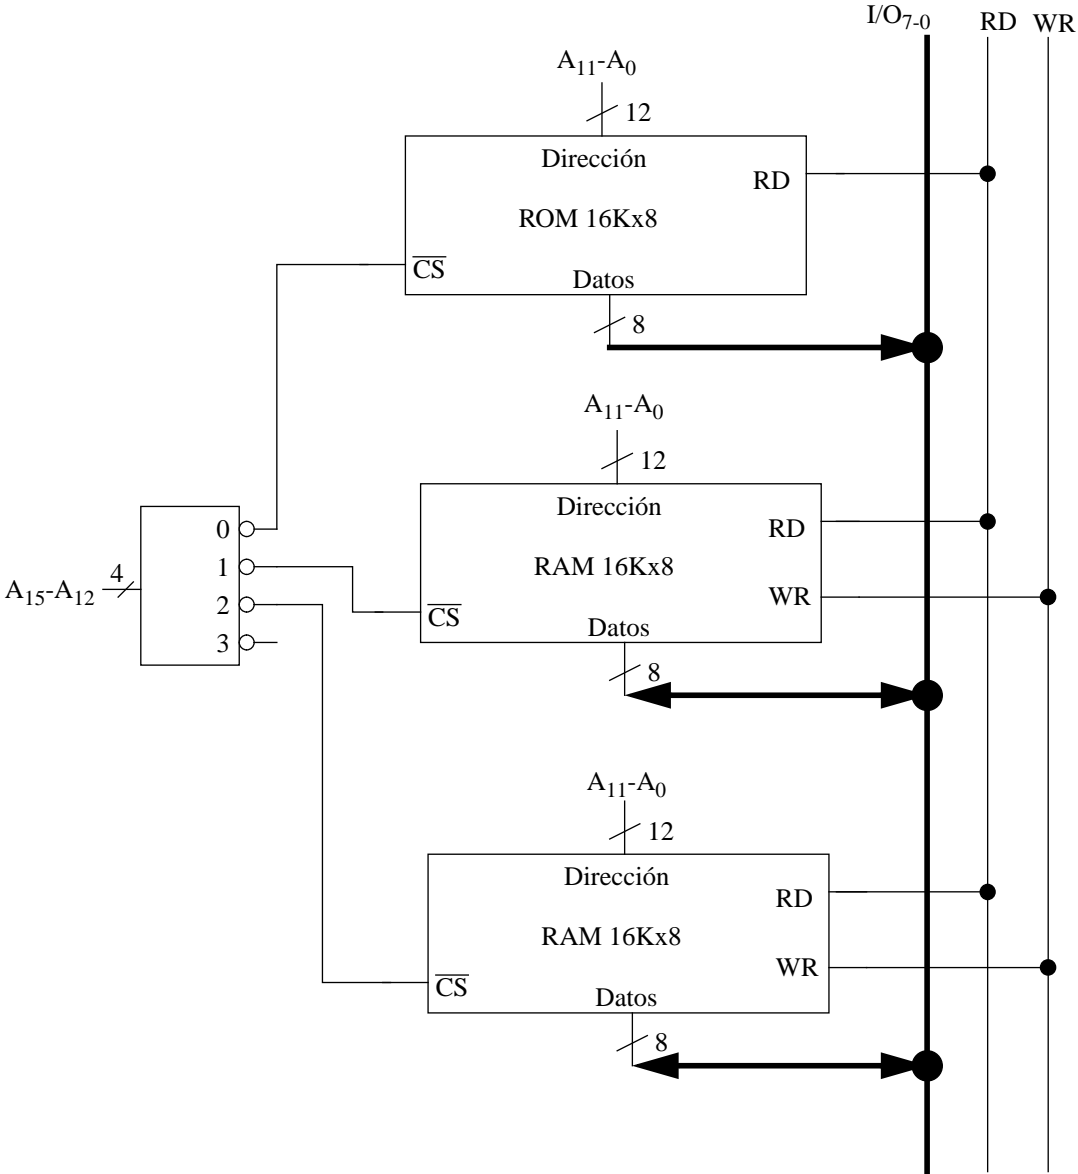 I/O7-0 RD WR
A11-A0
12
Dirección
RD
ROM 16Kx8
CS
Datos
8
A11-A0
12
Dirección
RD
RAM 16Kx8
WR
CS
Datos
8
0
1
2
3
4
A15-A12
A11-A0
12
Dirección
RD
RAM 16Kx8
WR
CS
Datos
8